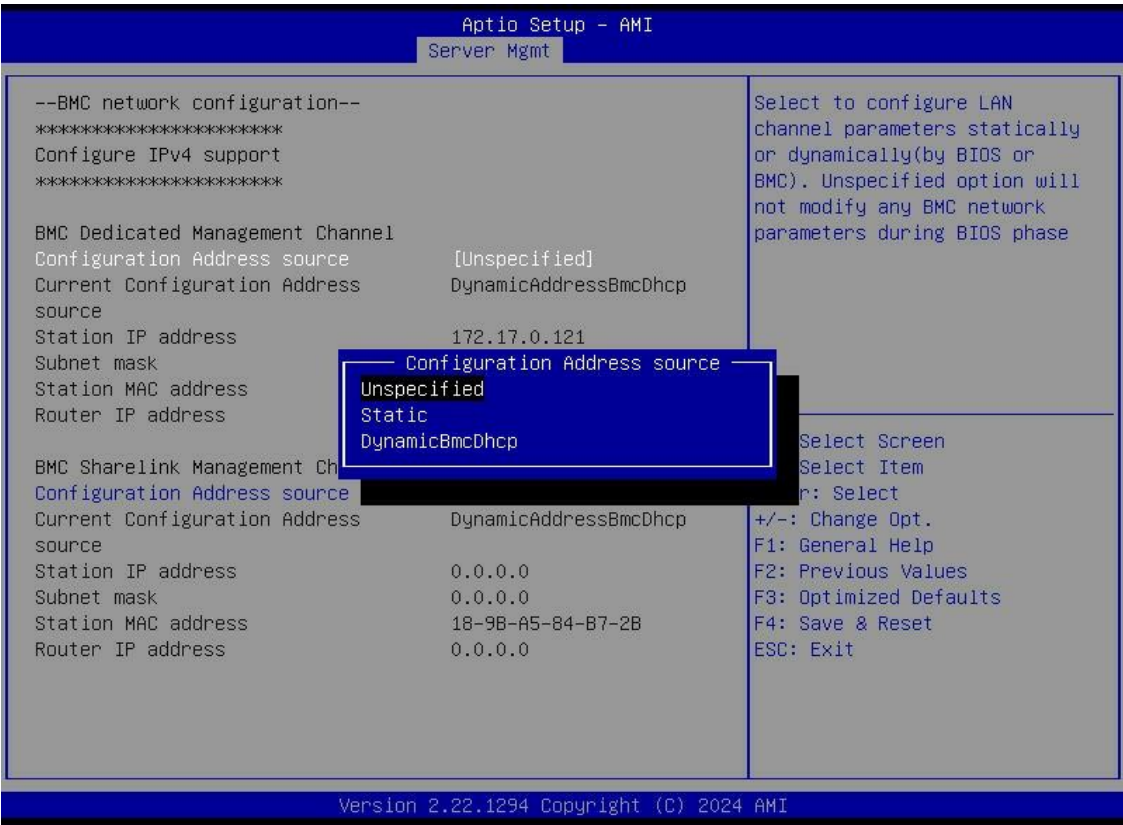 Aptio Setup - AMI
Server Mgmt
--BMC network configuration--
**********************
Configure IPv4 support
**********************
BMC Dedicated Management Channel
Configuration Address source [Unspecified]
Current Configuration Address DynamicAddressBmcDhcp
source
Station IP address 172.17.0.121
Subnet mask
Station MAC address
Router IP address
BMC Sharelink Management Ch
Configuration Address source
Current Configuration Address DynamicAddressBmcDhcp
source
Station IP address 0.0.0.0
Subnet mask 0.0.0.0
Station MAC address 18-9B-A5-84-B7-2B
Router IP address 0.0.0.0
Configuration Address source
Unspecified
Static
DynamicBmcDhcp
Select to configure LAN
channel parameters statically
or dynamically(by BIOS or
BMC). Unspecified option will
not modify any BMC network
parameters during BIOS phase
Select Screen
Select Item
r: Select
+/-: Change Opt.
F1: General Help
F2: Previous Values
F3: Optimized Defaults
F4: Save & Reset
ESC: Exit
Version 2.22.1294 Copyright (C) 2024 AMI